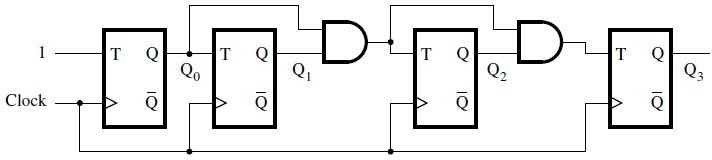 1 T Q Q0 T Q Q1 T Q Q2 T Q Q3
Clock Q̅ Q̅ Q̅ Q̅